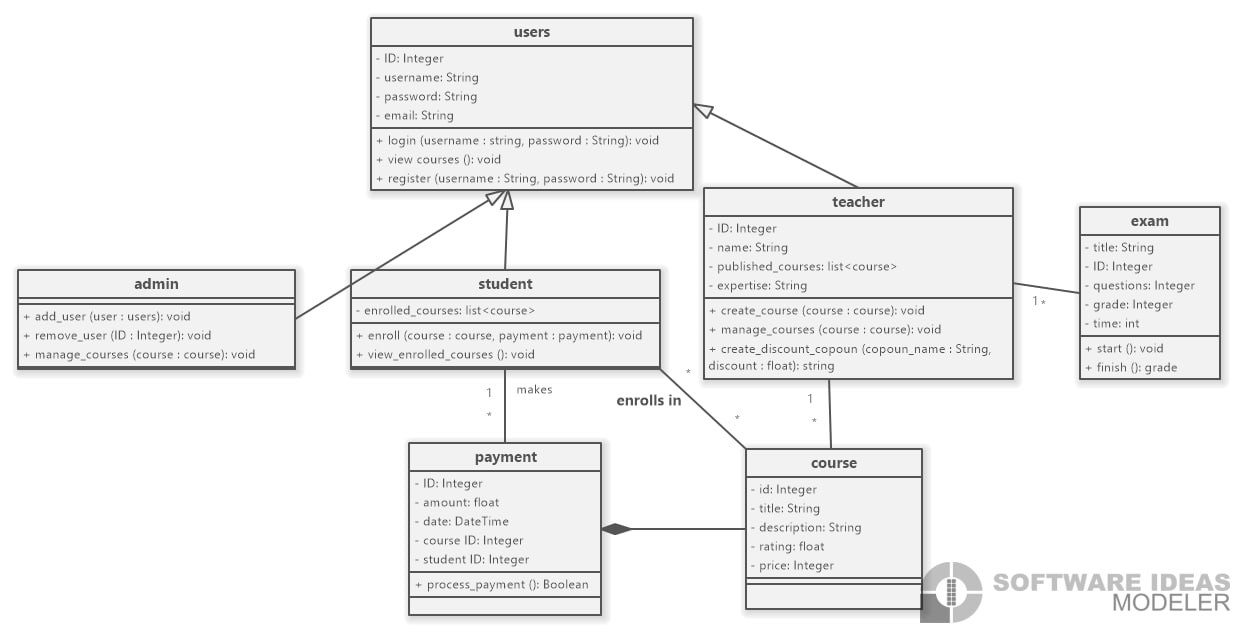 users
- ID: Integer
- username: String
- password: String
- email: String
+ login (username : string, password : String): void
+ view courses (): void
+ register (username : String, password : String): void
teacher
- ID: Integer
- name: String
- published_courses: list<course>
- expertise: String
+ create_course (course : course): void
+ manage_courses (course : course): void
+ create_discount_copoun (copoun_name : String,
discount : float): string
exam
- title: String
- ID: Integer
- questions: Integer
- grade: Integer
- time: int
+ start (): void
+ finish (): grade
1 *
admin
+ add_user (user : users): void
+ remove_user (ID : Integer): void
+ manage_courses (course : course): void
student
- enrolled_courses: list<course>
+ enroll (course : course, payment : payment): void
+ view_enrolled_courses (): void
1
*
makes
*
enrolls in
*
1
*
payment
- ID: Integer
- amount: float
- date: DateTime
- course ID: Integer
- student ID: Integer
+ process_payment (): Boolean
course
- id: Integer
- title: String
- description: String
- rating: float
- price: Integer
SOFTWARE IDEAS
MODELER